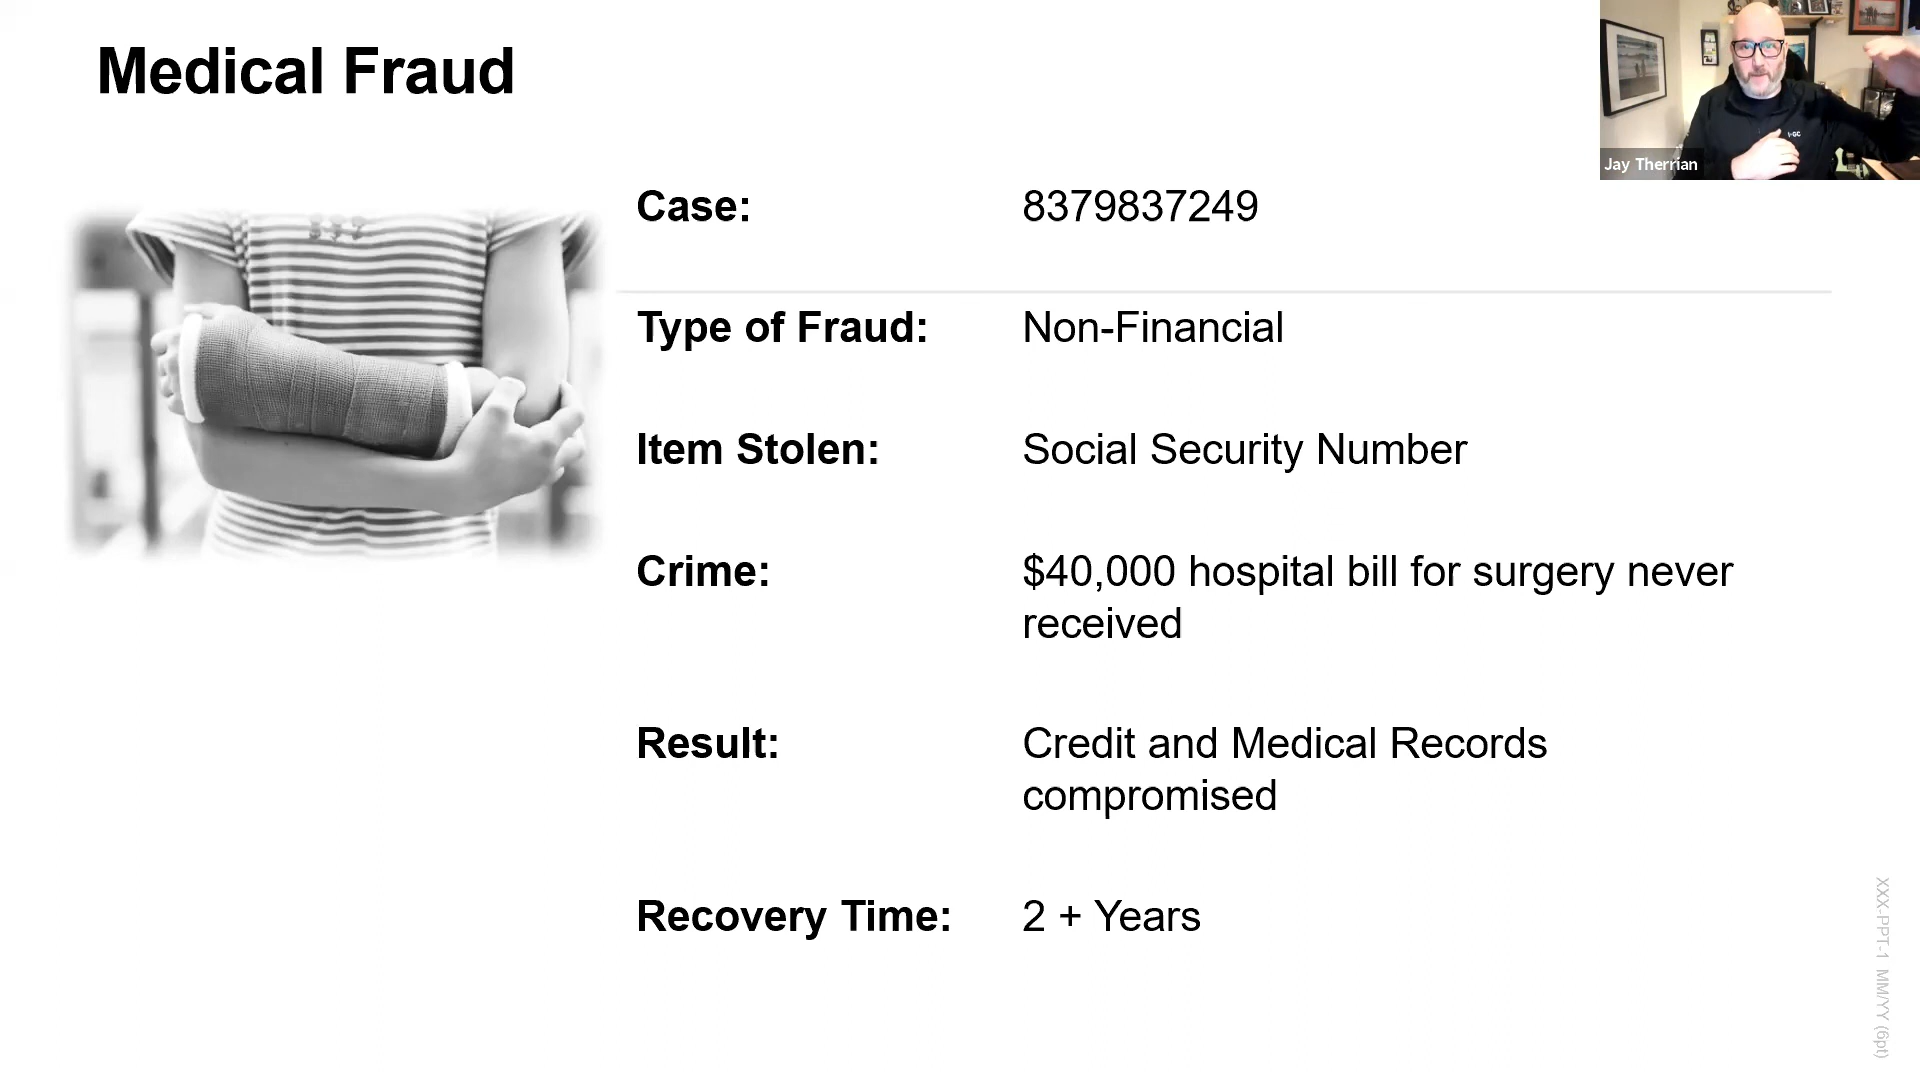 Medical Fraud
Jay Therrian
Case: 8379837249
Type of Fraud: Non-Financial
Item Stolen: Social Security Number
Crime: $40,000 hospital bill for surgery never
received
Result: Credit and Medical Records
compromised
Recovery Time: 2 + Years
XXX-PPT-1 MM/YY (6pt)